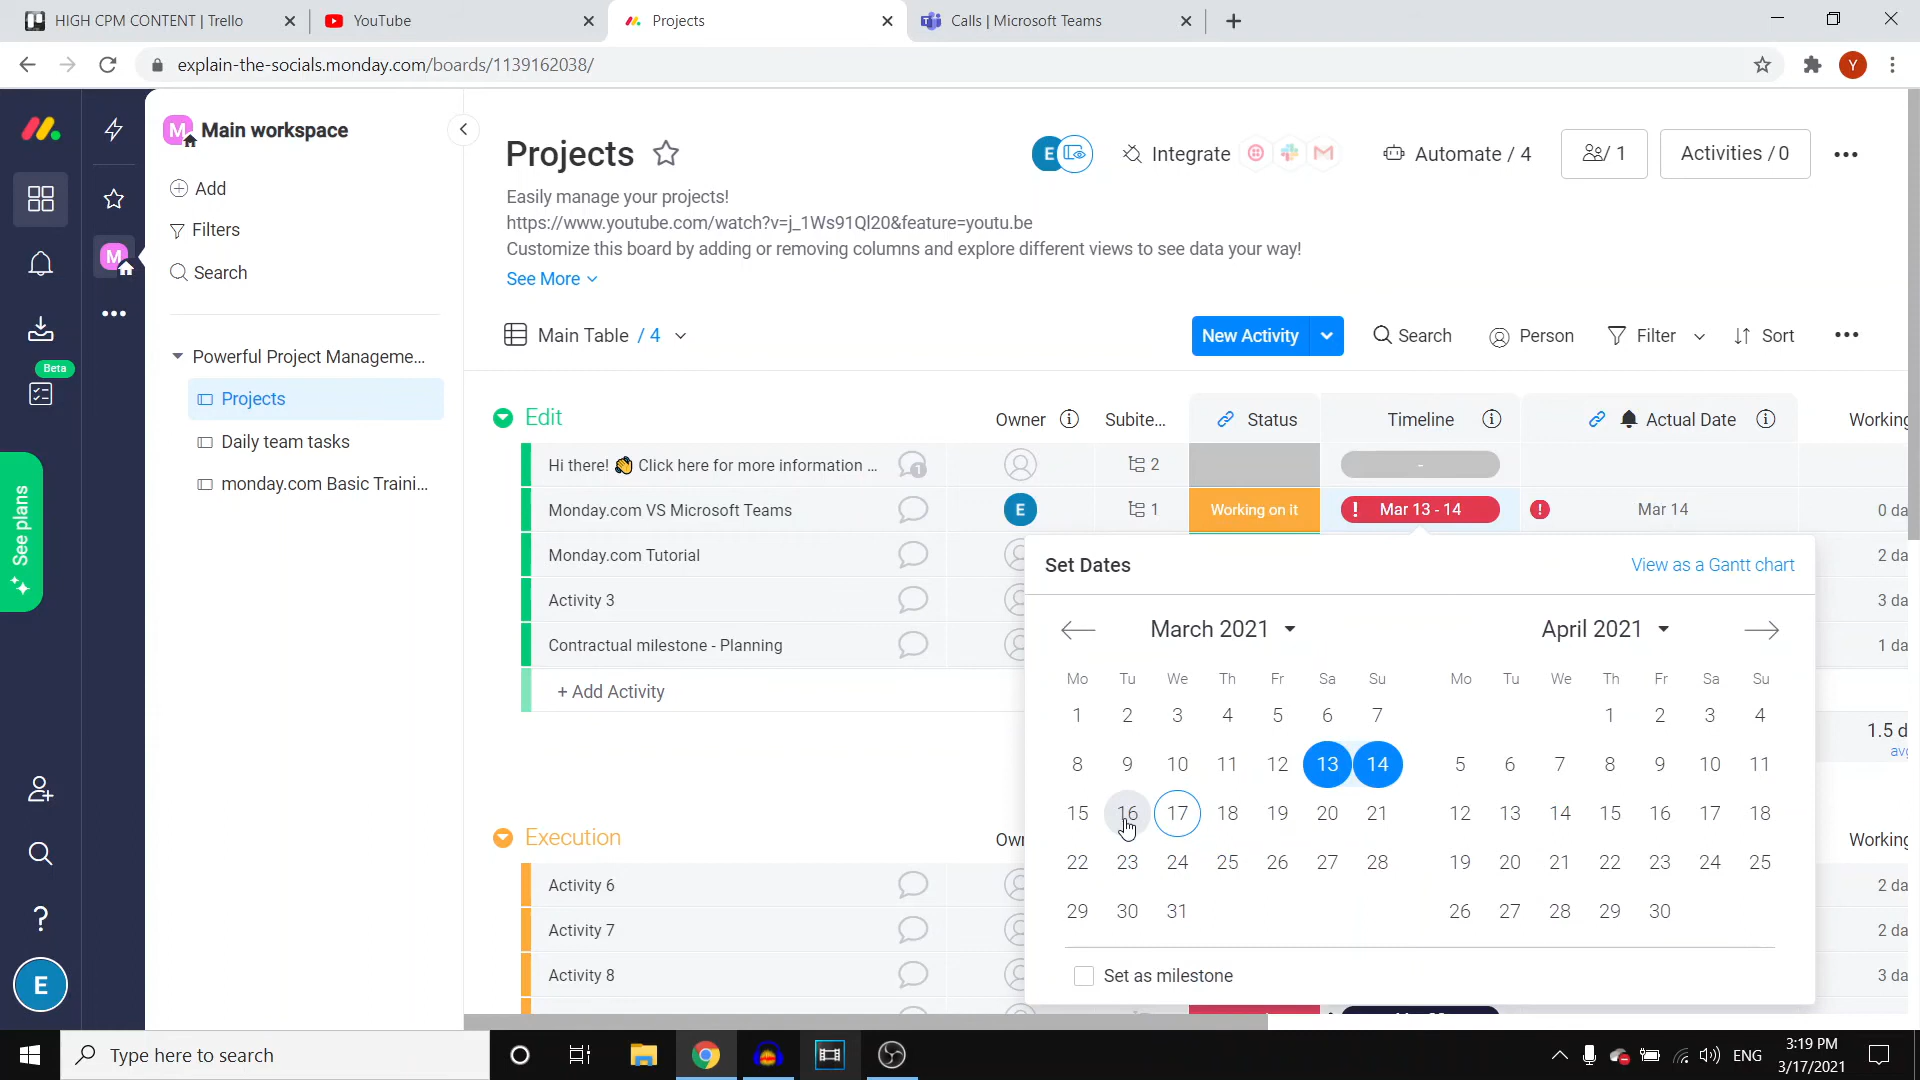 HIGH CPM CONTENT | Trello
YouTube
Projects
Calls | Microsoft Teams
explain-the-socials.monday.com/boards/1139162038/
Y
M
Main workspace
Add
Filters
Search
Powerful Project Manageme...
Projects
Daily team tasks
monday.com Basic Traini...
Beta
See plans
M
E
Projects
E
Integrate
Automate / 4
/ 1
Activities / 0
Easily manage your projects!
https://www.youtube.com/watch?v=j_1Ws91Ql20&feature=youtu.be
Customize this board by adding or removing columns and explore different views to see data your way!
See More
Main Table / 4
New Activity
Search
Person
Filter
Sort
Edit
Owner
Subite...
Status
Timeline
Actual Date
Working
Hi there! 👋 Click here for more information ...
1
2
-
Monday.com VS Microsoft Teams
E
1
Working on it
! Mar 13 - 14
!
Mar 14
0 da
Monday.com Tutorial
2 da
Activity 3
3 da
Contractual milestone - Planning
1 da
+ Add Activity
1.5 d
avg
Set Dates
View as a Gantt chart
March 2021
April 2021
Mo Tu We Th Fr Sa Su
Mo Tu We Th Fr Sa Su
1 2 3 4 5 6 7
1 2 3 4
8 9 10 11 12 13 14
5 6 7 8 9 10 11
15 16 17 18 19 20 21
12 13 14 15 16 17 18
22 23 24 25 26 27 28
19 20 21 22 23 24 25
29 30 31
26 27 28 29 30
Set as milestone
Execution
Own
Working
Activity 6
2 da
Activity 7
2 da
Activity 8
3 da
Type here to search
ENG
3:19 PM
3/17/2021